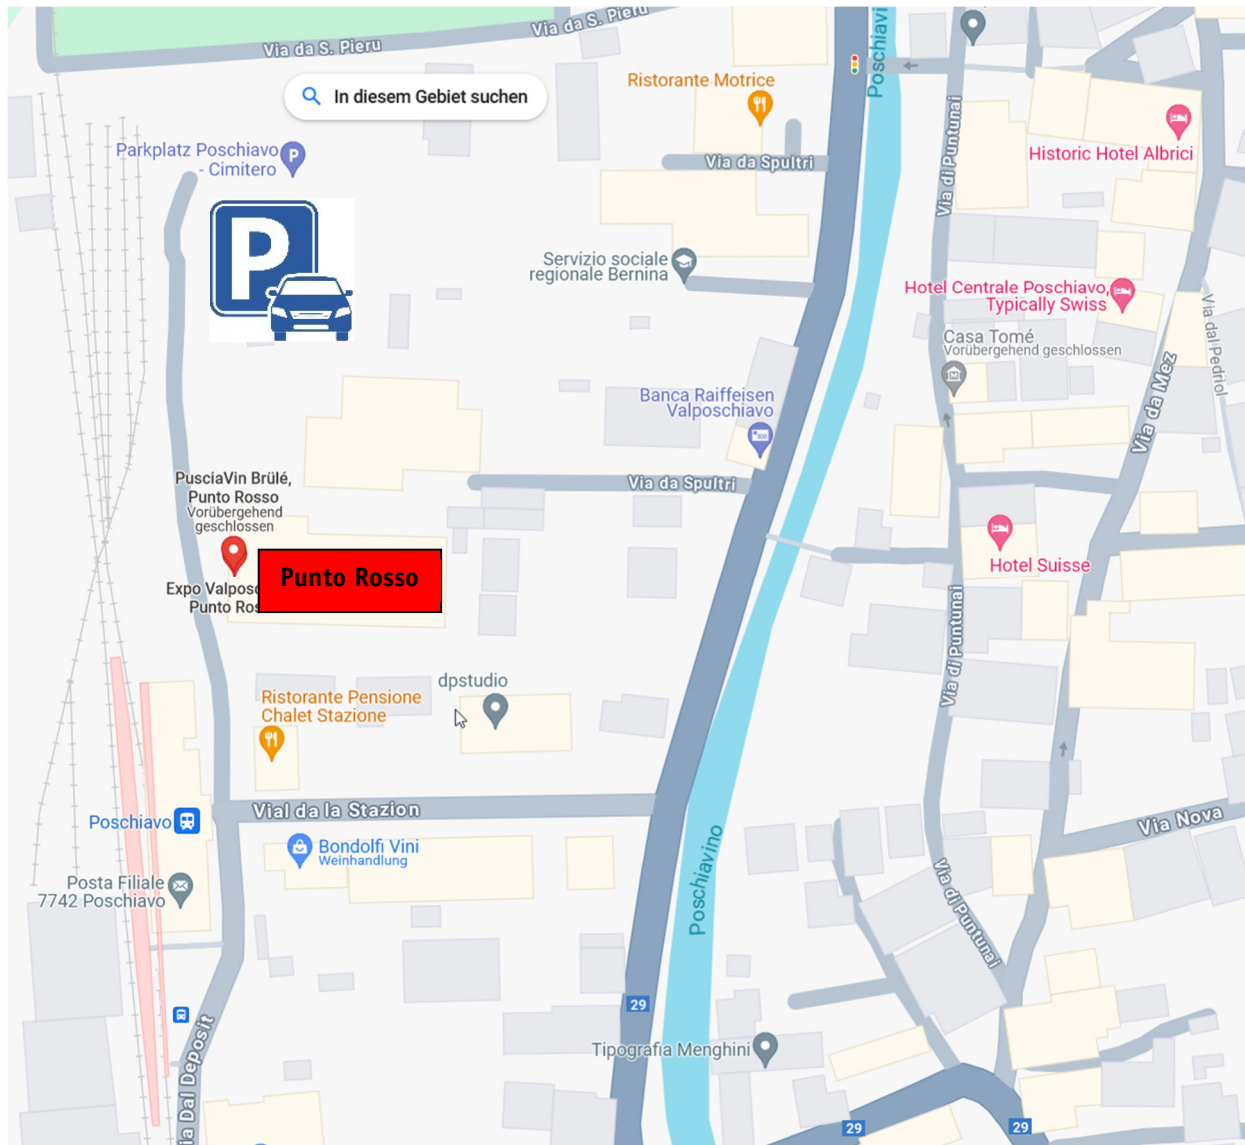 Via da S. Pieru
Via da S. Pieru
In diesem Gebiet suchen
Poschiavino
Ristorante Motrice
Parkplatz Poschiavo
- Cimitero
P
P
Via da Spultri
Via di Puntunai
Historic Hotel Albrici
Servizio sociale
regionale Bernina
Hotel Centrale Poschiavo,
Typically Swiss
Casa Tomé
Vorübergehend geschlossen
Via dal Pedriol
Via da Mez
Banca Raiffeisen
Valposchiavo
PusciaVin Brülé,
Punto Rosso
Vorübergehend
geschlossen
Via da Spultri
Expo Valposc
Punto Ros
Punto Rosso
Hotel Suisse
Via di Puntunai
dpstudio
Ristorante Pensione
Chalet Stazione
Vial da la Stazion
Poschiavo
Bondolfi Vini
Weinhandlung
Via Nova
Posta Filiale
7742 Poschiavo
Poschiavino
Via di Puntunai
29
Tipografia Menghini
ia Dal Deposit
29
29